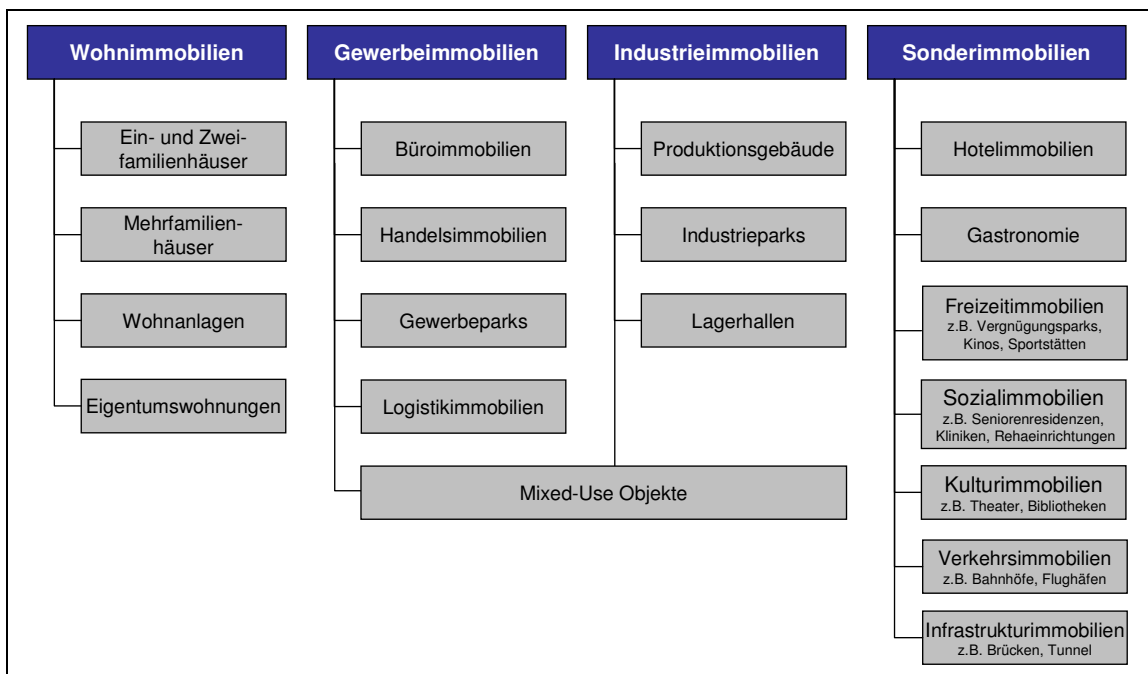 Wohnimmobilien
Ein- und Zwei-
familienhäuser
Mehrfamilien-
häuser
Wohnanlagen
Eigentumswohnungen
Gewerbeimmobilien
Büroimmobilien
Handelsimmobilien
Gewerbeparks
Logistikimmobilien
Industrieimmobilien
Produktionsgebäude
Industrieparks
Lagerhallen
Mixed-Use Objekte
Sonderimmobilien
Hotelimmobilien
Gastronomie
Freizeitimmobilien
z.B. Vergnügungsparks,
Kinos, Sportstätten
Sozialimmobilien
z.B. Seniorenresidenzen,
Kliniken, Rehaeinrichtungen
Kulturimmobilien
z.B. Theater, Bibliotheken
Verkehrsimmobilien
z.B. Bahnhöfe, Flughäfen
Infrastrukturimmobilien
z.B. Brücken, Tunnel